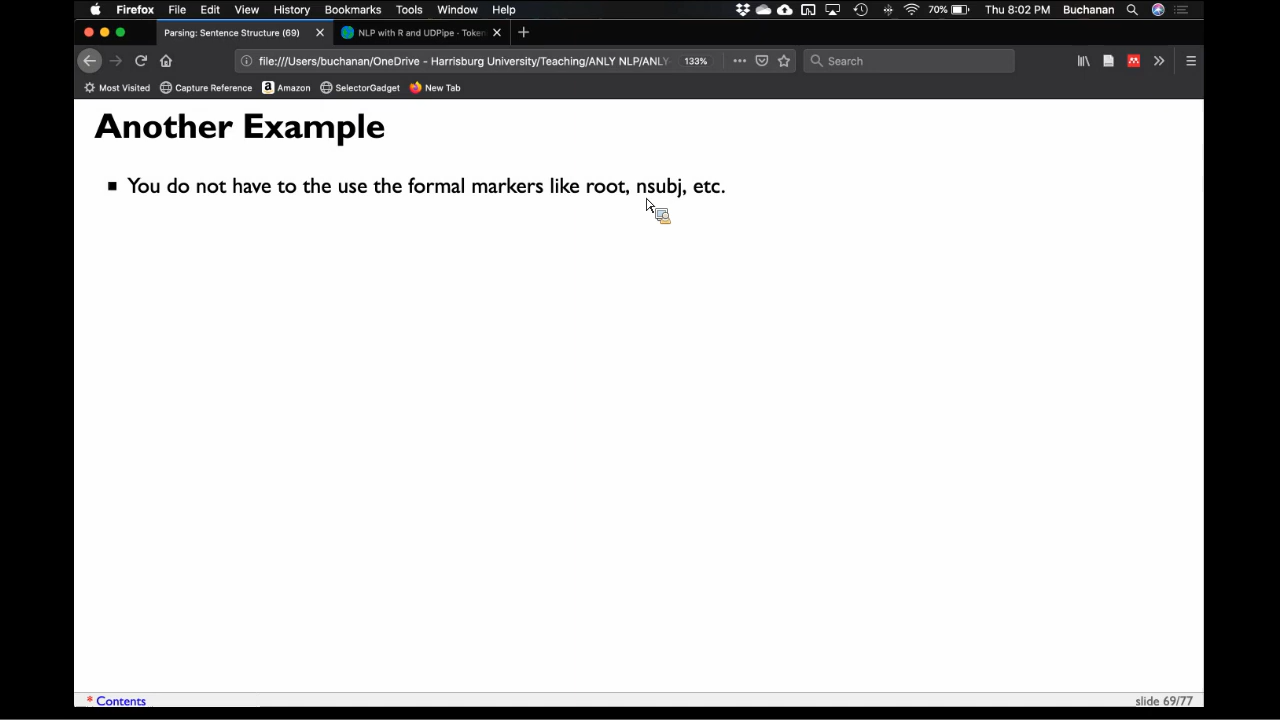 Firefox File Edit View History Bookmarks Tools Window Help 70% Thu 8:02 PM Buchanan
Parsing: Sentence Structure (69) NLP with R and UDPipe - Token
file:///Users/buchanan/OneDrive - Harrisburg University/Teaching/ANLY NLP/ANLY- 133% Search
Most Visited Capture Reference Amazon SelectorGadget New Tab
Another Example
You do not have to the use the formal markers like root, nsubj, etc.
* Contents slide 69/77